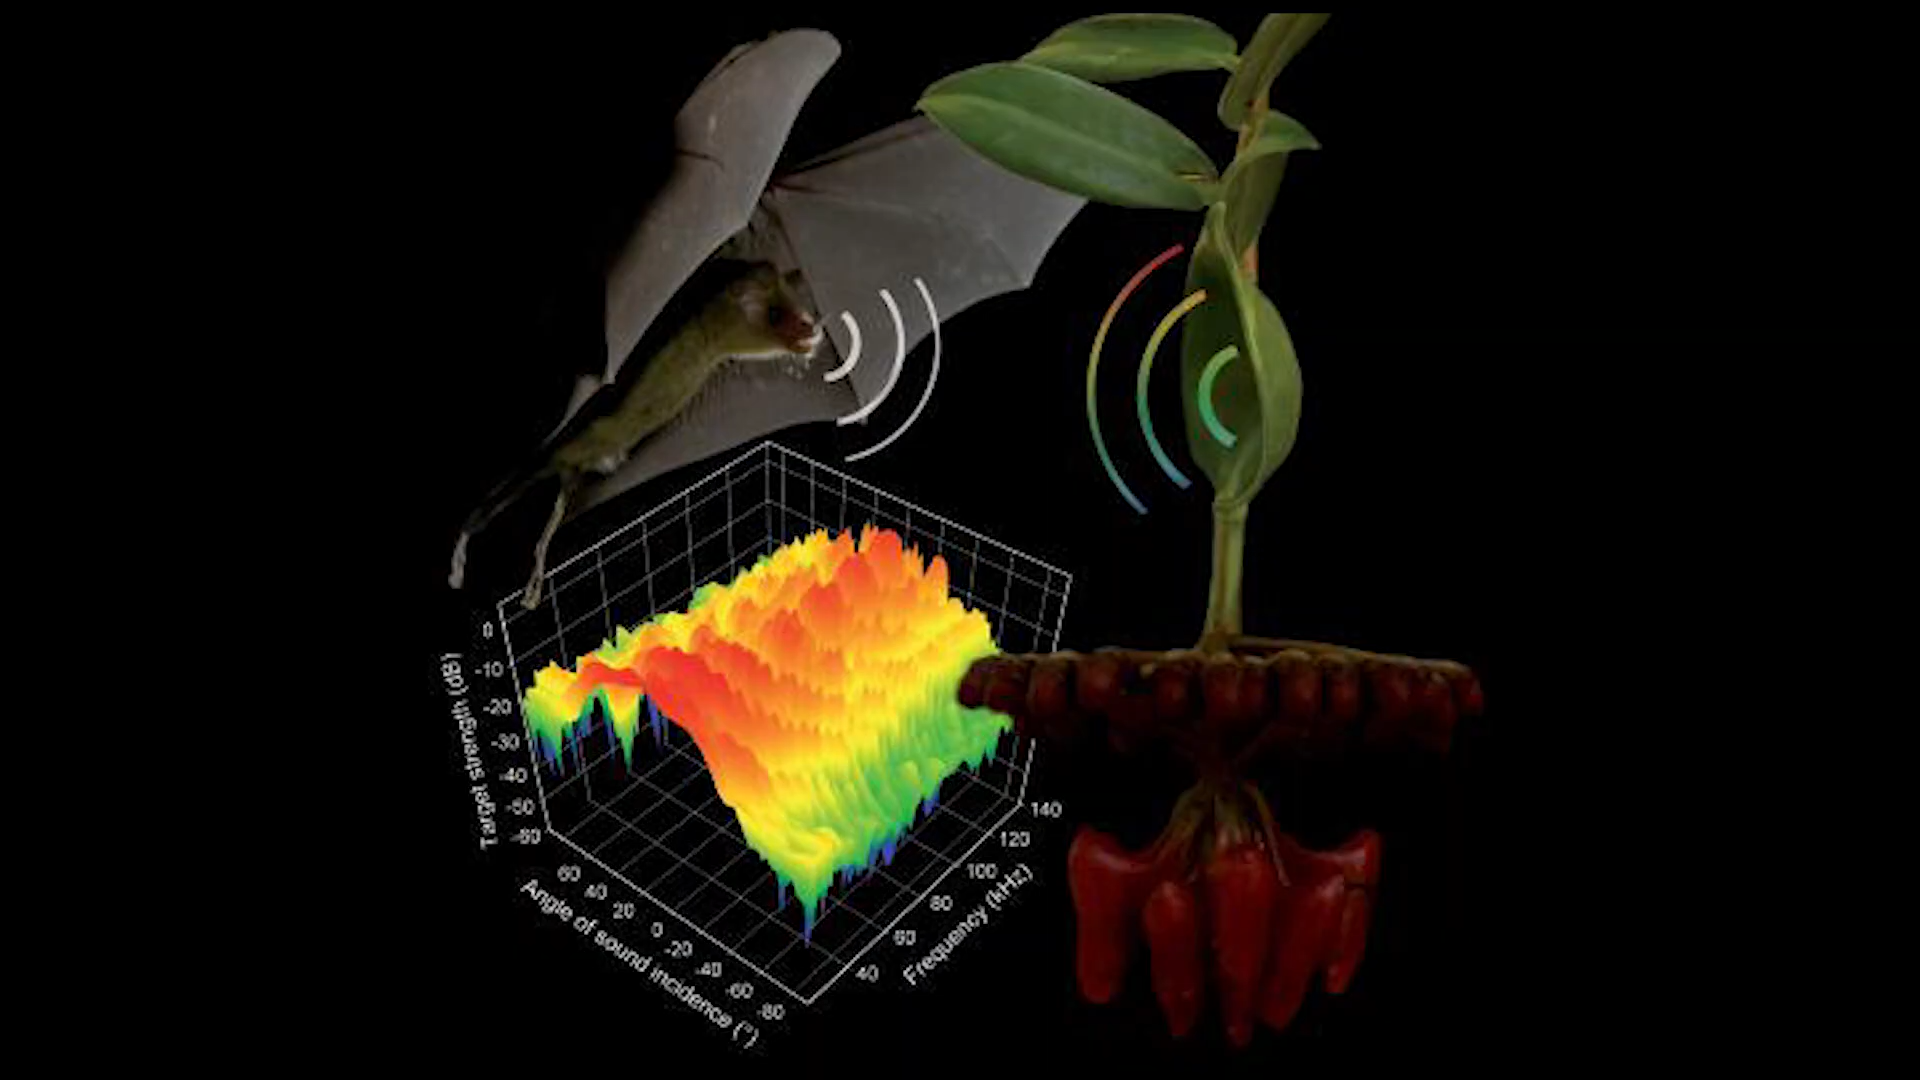 Target strength (dB)
0
-10
-20
-30
-40
-50
-60
60 40 20 0 -20 -40 -60 -80
Angle of sound incidence (°)
40 60 80 100 120 140
Frequency (kHz)